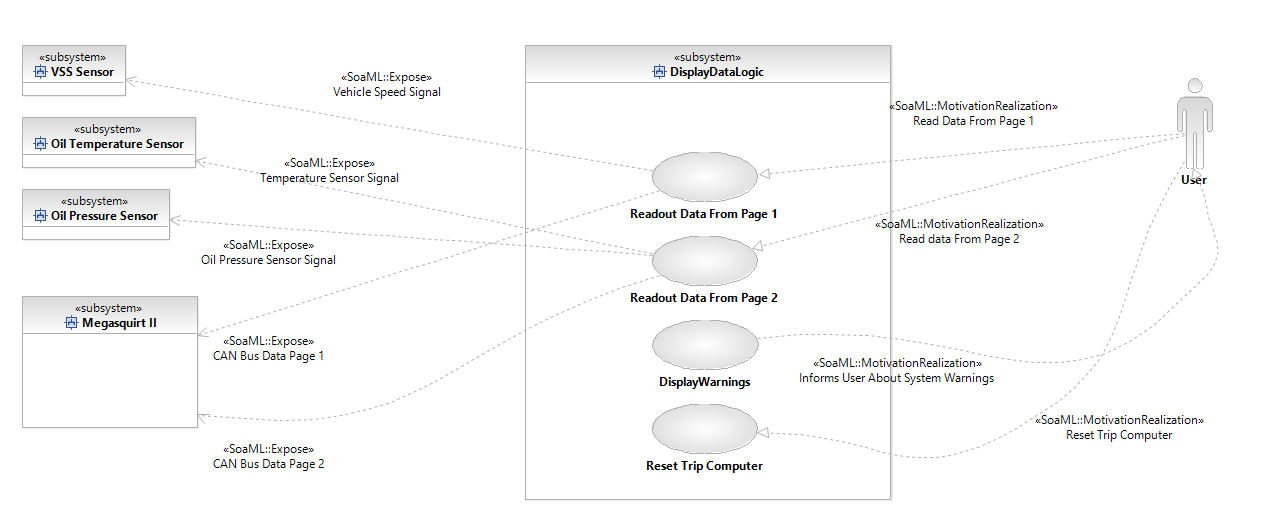 «subsystem»
VSS Sensor
«subsystem»
Oil Temperature Sensor
«subsystem»
Oil Pressure Sensor
«subsystem»
Megasquirt II
«SoaML::Expose»
Vehicle Speed Signal
«SoaML::Expose»
Temperature Sensor Signal
«SoaML::Expose»
Oil Pressure Sensor Signal
«SoaML::Expose»
CAN Bus Data Page 1
«SoaML::Expose»
CAN Bus Data Page 2
«subsystem»
DisplayDataLogic
Readout Data From Page 1
Readout Data From Page 2
DisplayWarnings
Reset Trip Computer
«SoaML::MotivationRealization»
Read Data From Page 1
«SoaML::MotivationRealization»
Read data From Page 2
«SoaML::MotivationRealization»
Informs User About System Warnings
«SoaML::MotivationRealization»
Reset Trip Computer
User